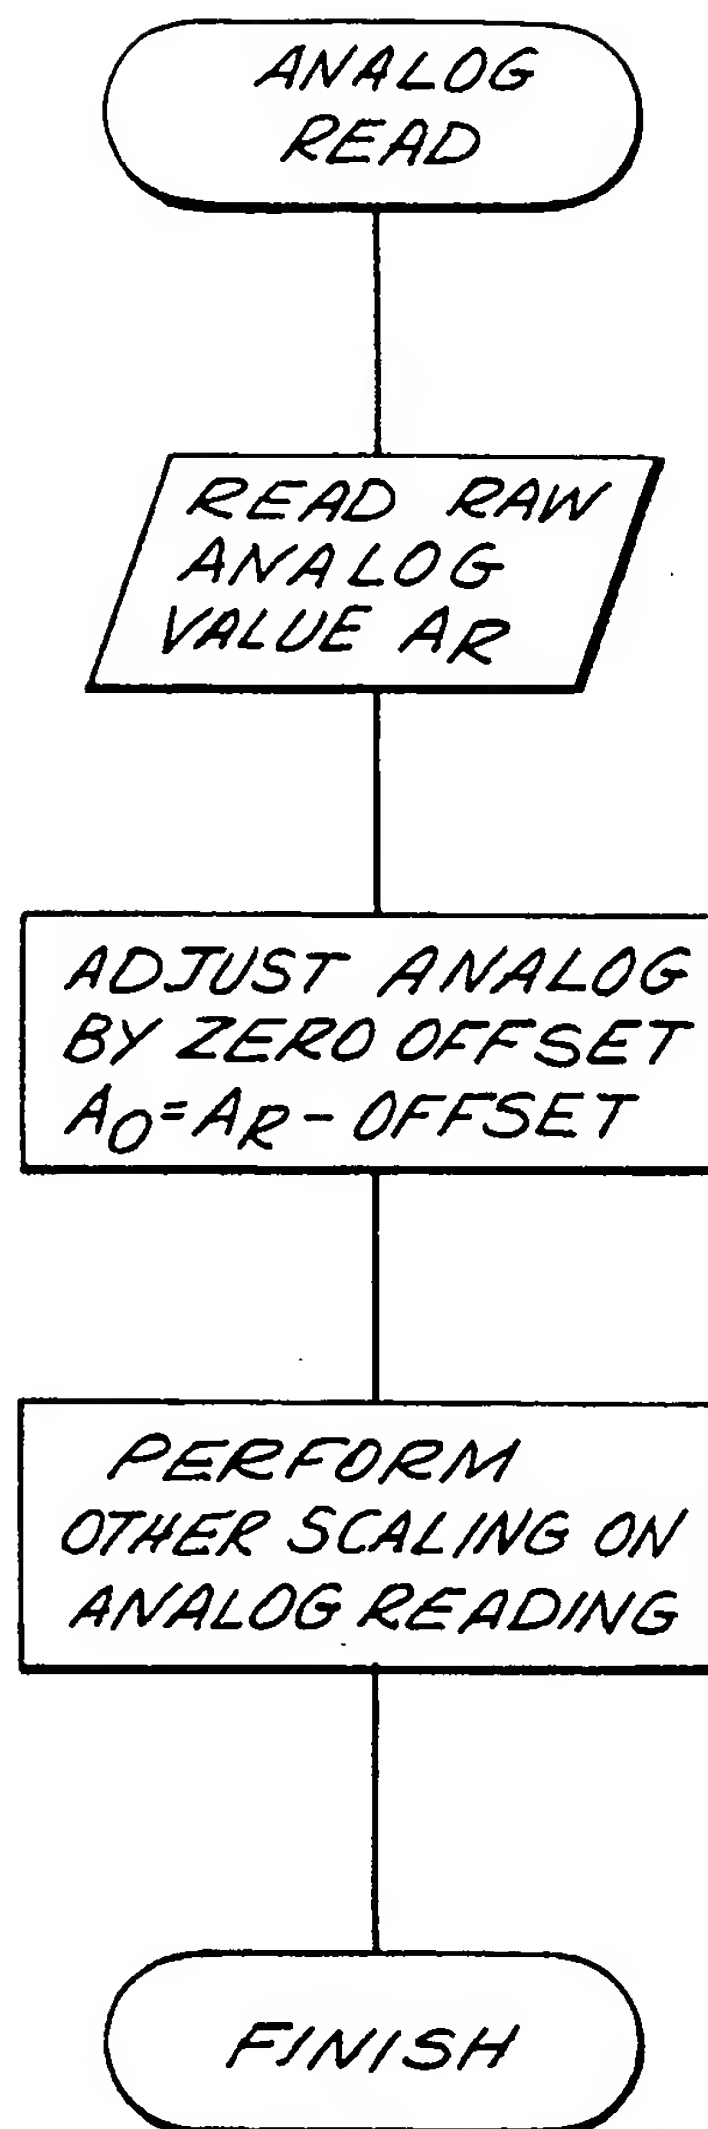 ANALOG
READ
READ RAW
ANALOG
VALUE AR
ADJUST ANALOG
BY ZERO OFFSET
AO=AR-OFFSET
PERFORM
OTHER SCALING ON
ANALOG READING
FINISH